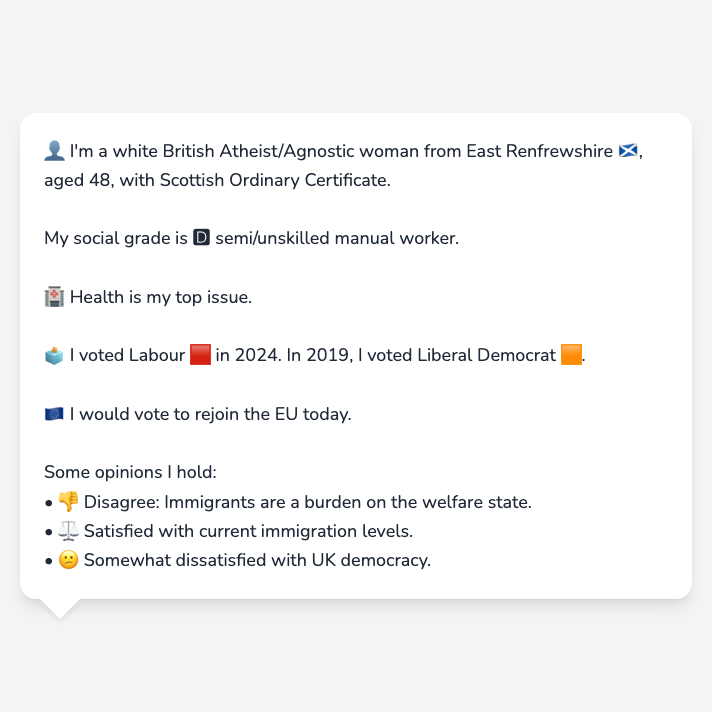 👤 I'm a white British Atheist/Agnostic woman from East Renfrewshire 🏴󠁧󠁢󠁳󠁣󠁴󠁿,
aged 48, with Scottish Ordinary Certificate.
My social grade is D semi/unskilled manual worker.
🏥 Health is my top issue.
🗳️ I voted Labour 🟥 in 2024. In 2019, I voted Liberal Democrat 🟧.
🇪🇺 I would vote to rejoin the EU today.
Some opinions I hold:
• 👎 Disagree: Immigrants are a burden on the welfare state.
• ⚖️ Satisfied with current immigration levels.
• 😕 Somewhat dissatisfied with UK democracy.